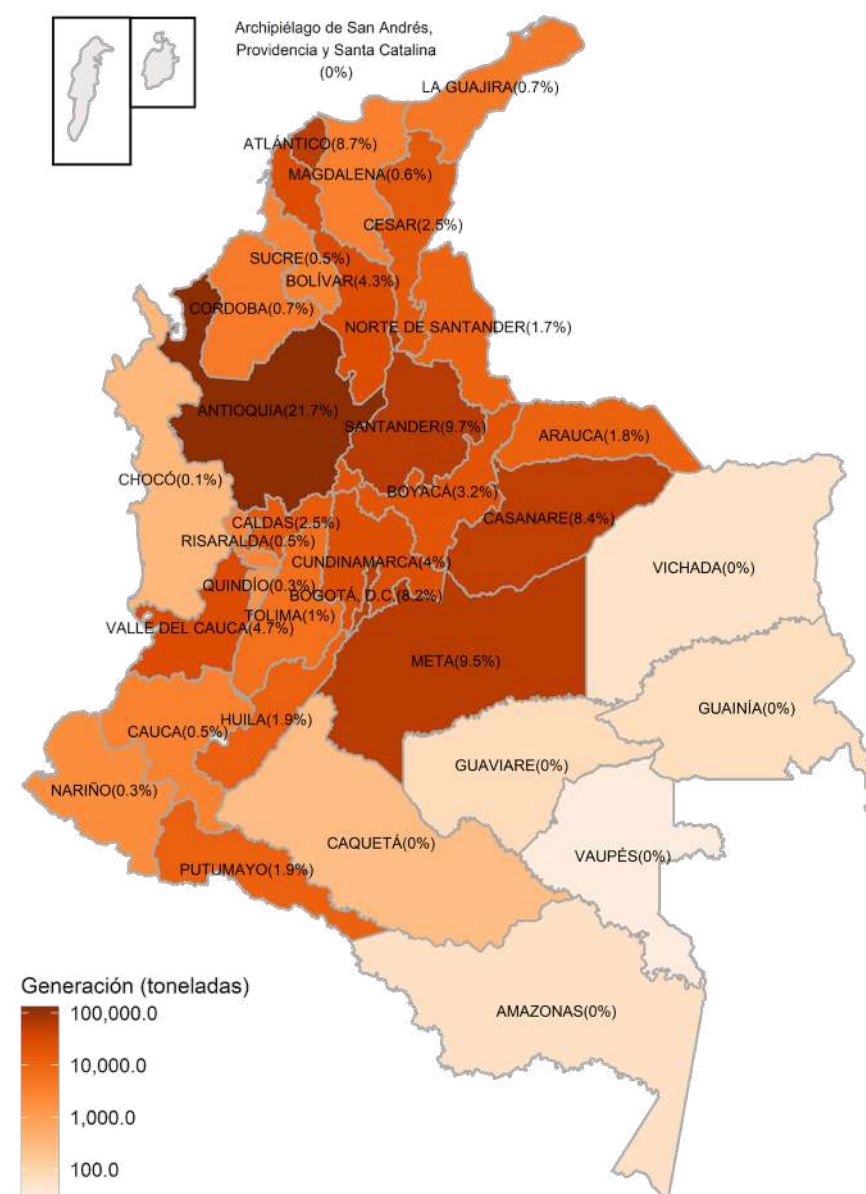 Archipiélago de San Andrés,
Providencia y Santa Catalina
(0%)
LA GUAJIRA(0.7%)
ATLÁNTICO(8.7%)
MAGDALENA(0.6%)
CESAR(2.5%)
SUCRE(0.5%)
BOLÍVAR(4.3%)
CORDOBA(0.7%)
NORTE DE SANTANDER(1.7%)
ANTIOQUIA(21.7%)
SANTANDER(9.7%)
ARAUCA(1.8%)
CHOCÓ(0.1%)
BOYACÁ(3.2%)
CASANARE(8.4%)
CALDAS(2.5%)
RISARALDA(0.5%)
CUNDINAMARCA(4%)
VICHADA(0%)
QUINDÍO(0.3%)
BOGOTÁ, D.C.(8.2%)
TOLIMA(1%)
VALLE DEL CAUCA(4.7%)
META(9.5%)
GUAINÍA(0%)
HUILA(1.9%)
CAUCA(0.5%)
GUAVIARE(0%)
NARIÑO(0.3%)
CAQUETÁ(0%)
VAUPÉS(0%)
PUTUMAYO(1.9%)
AMAZONAS(0%)
Generación (toneladas)
100,000.0
10,000.0
1,000.0
100.0